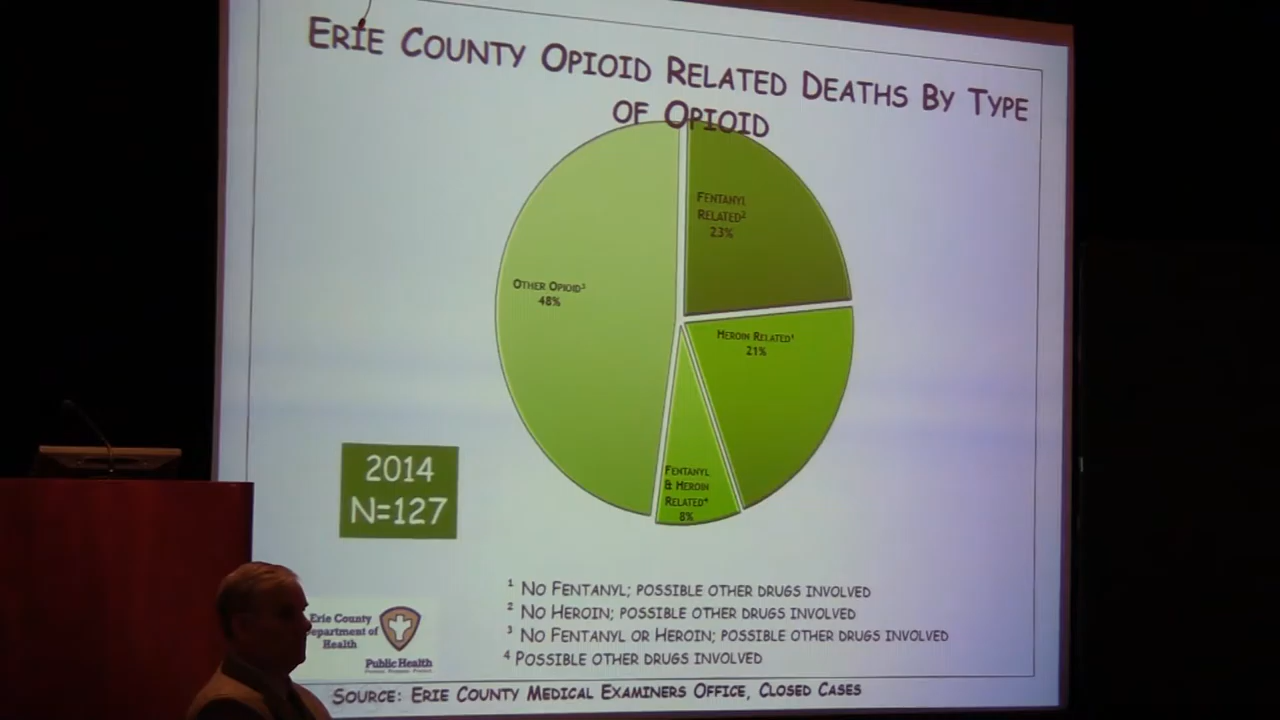 ERIE COUNTY OPIOID RELATED DEATHS BY TYPE
OF OPIOID
FENTANYL
RELATED²
23%
OTHER OPIOID³
48%
HEROIN RELATED¹
21%
FENTANYL
& HEROIN
RELATED⁴
8%
2014
N=127
¹ NO FENTANYL; POSSIBLE OTHER DRUGS INVOLVED
² NO HEROIN; POSSIBLE OTHER DRUGS INVOLVED
³ NO FENTANYL OR HEROIN; POSSIBLE OTHER DRUGS INVOLVED
⁴ POSSIBLE OTHER DRUGS INVOLVED
Erie County
epartment of
Health
Public Health
SOURCE: ERIE COUNTY MEDICAL EXAMINERS OFFICE, CLOSED CASES